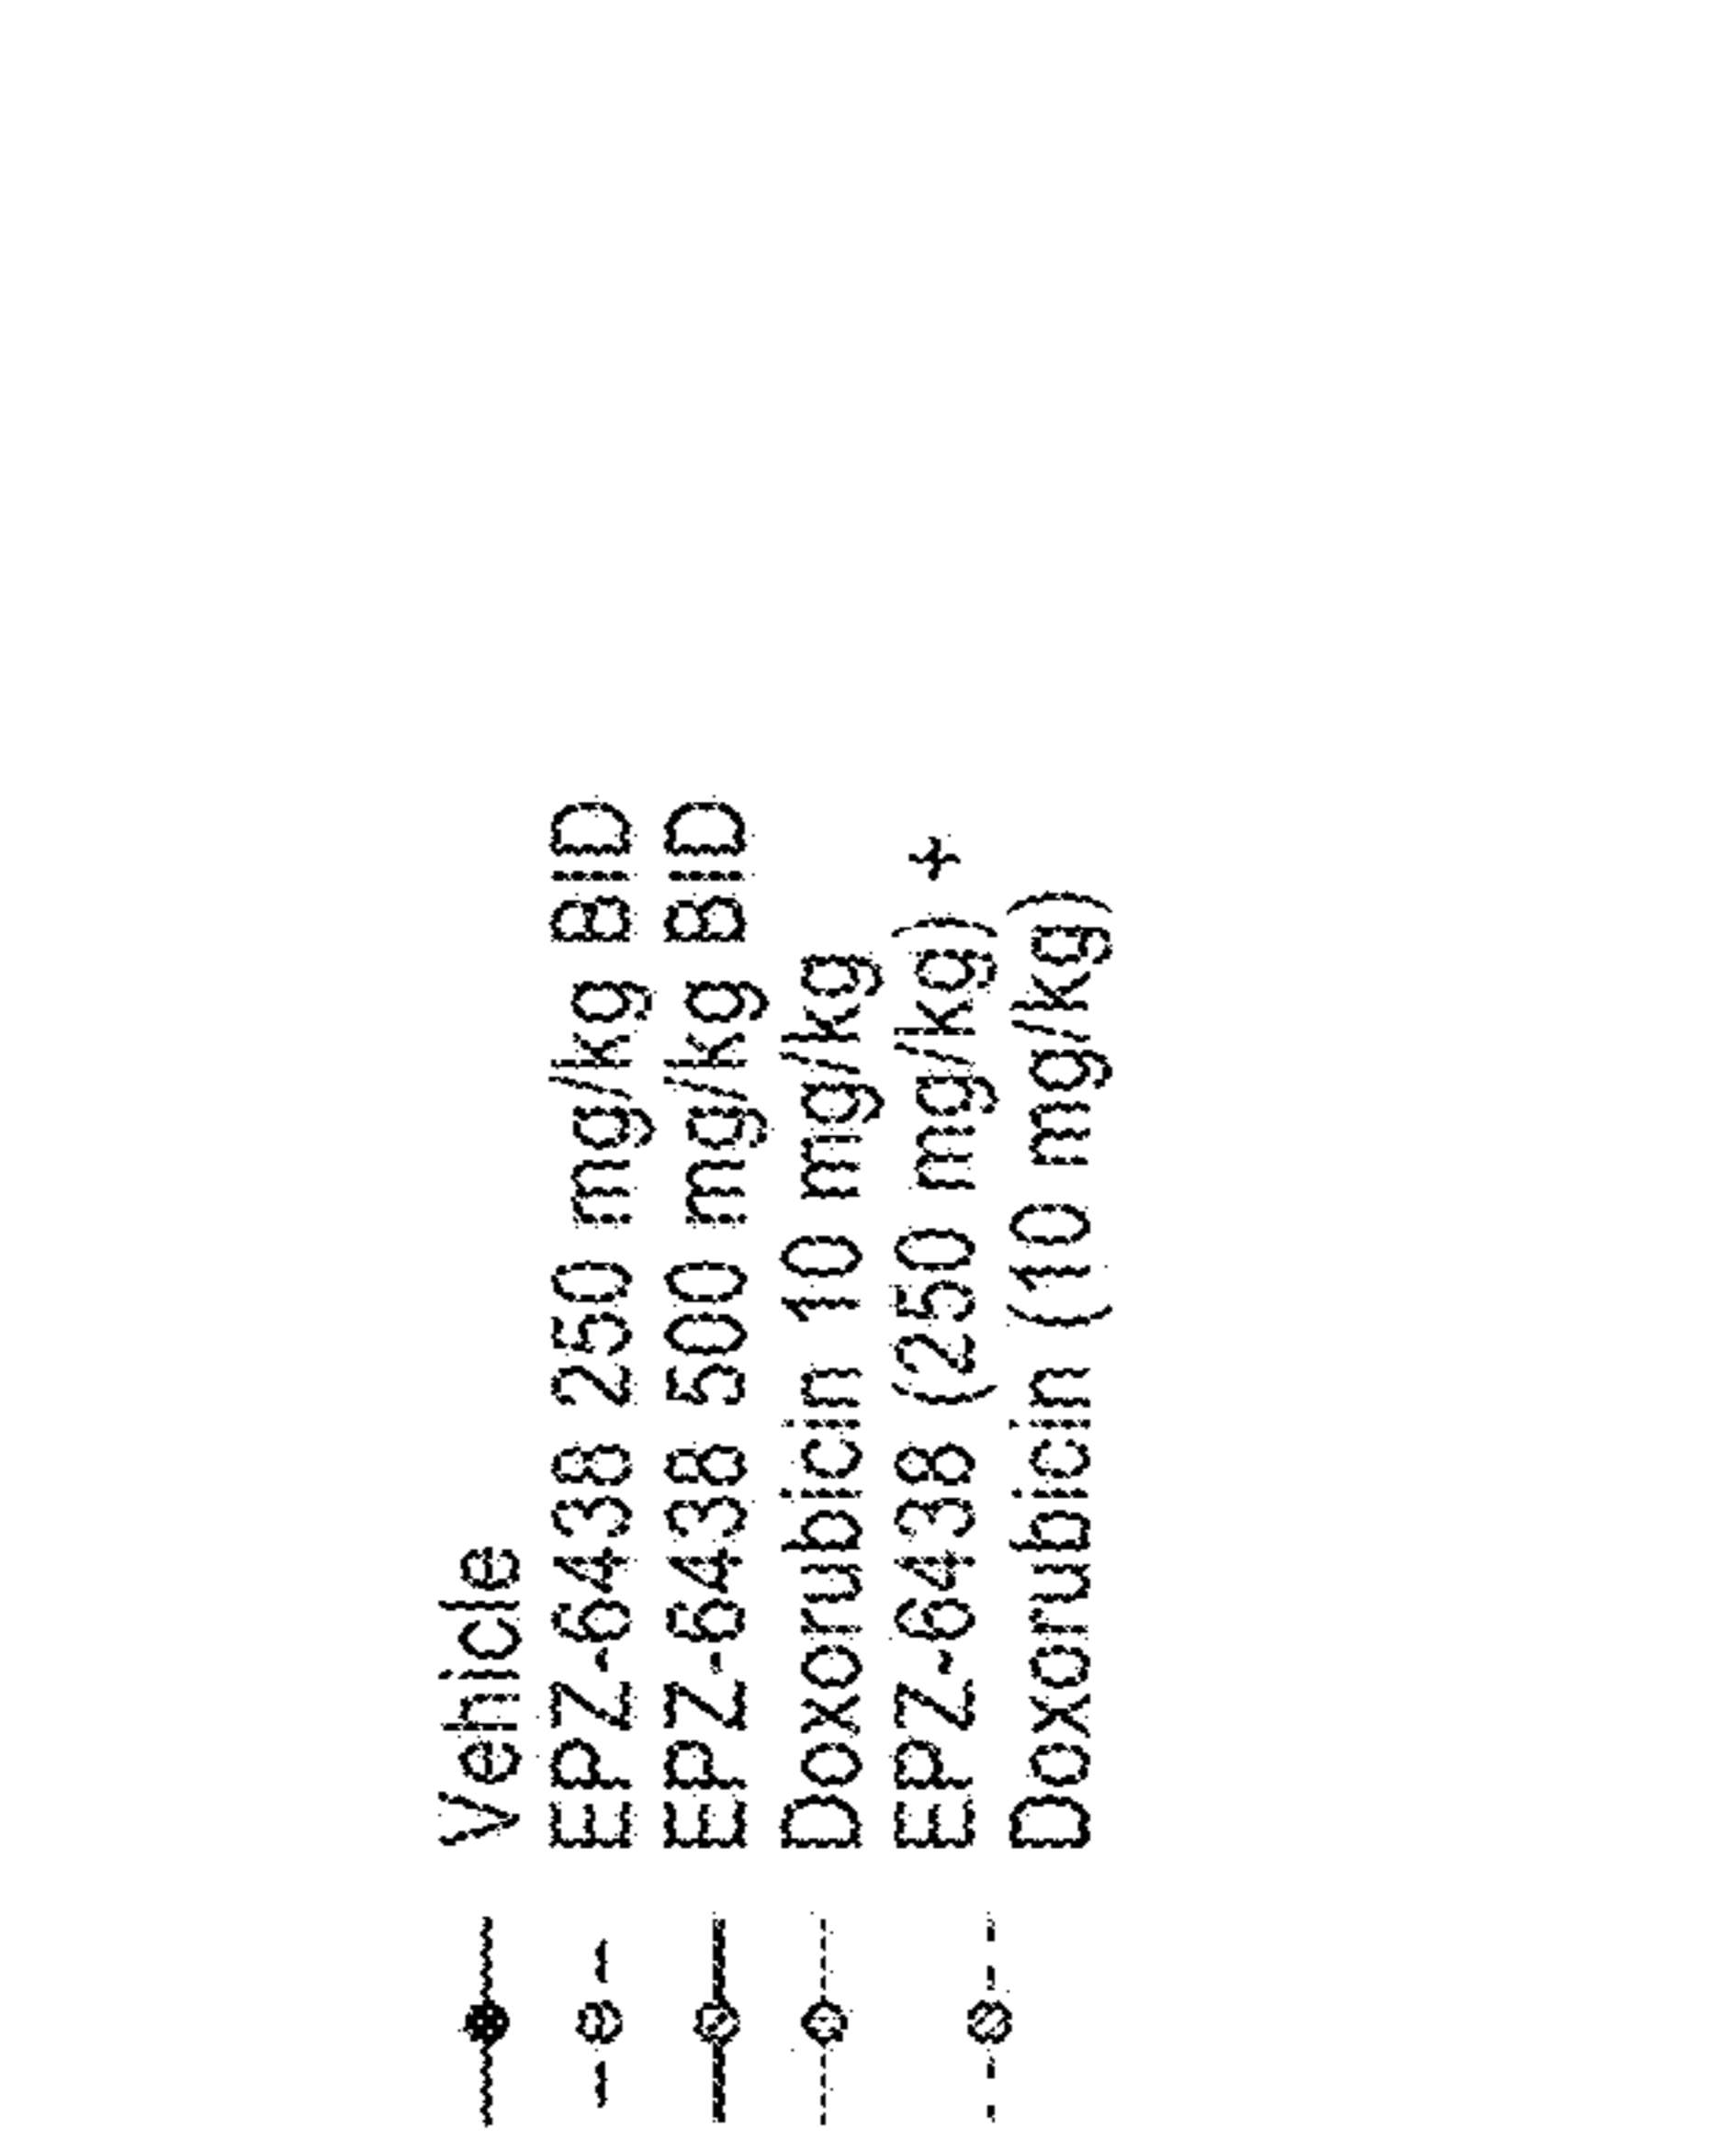 Vehicle
EPZ-6438 250 mg/kg BID
EPZ-6438 500 mg/kg BID
Doxorubicin 10 mg/kg
EPZ-6438 (250 mg/kg) +
Doxorubicin (10 mg/kg)